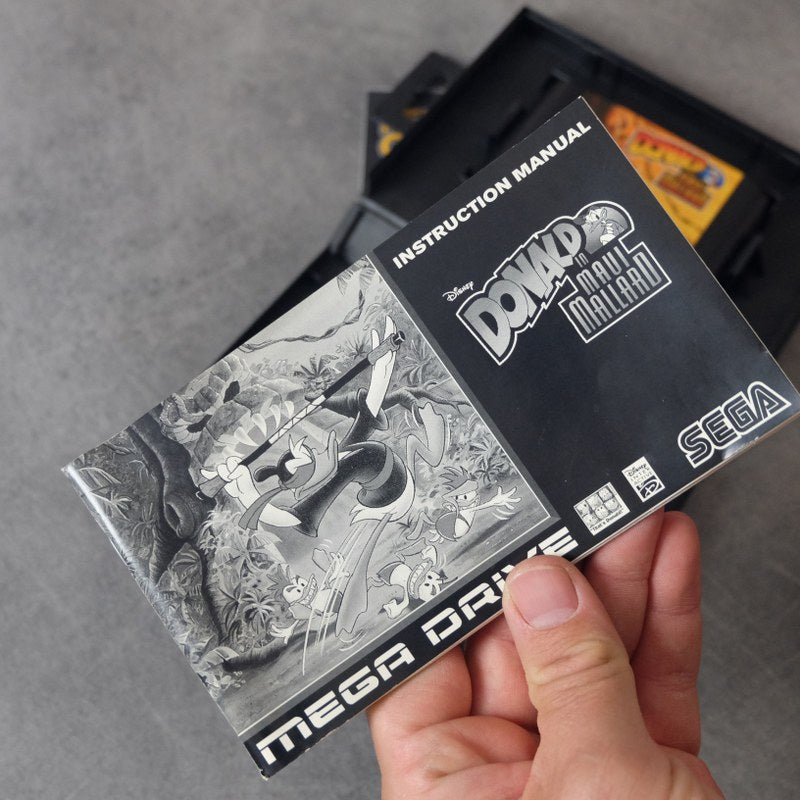 INSTRUCTION MANUAL
Disney
DONALD
in
MAUI
MALLARD
SEGA
MEGA DRIVE